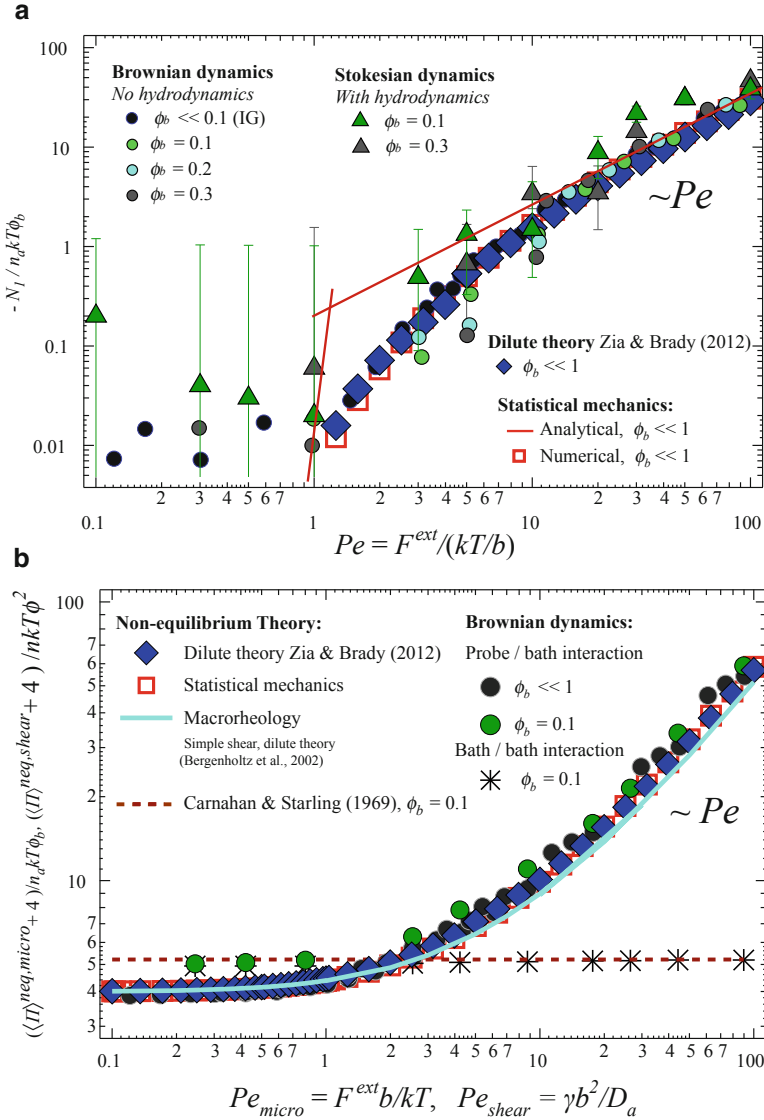 a
Brownian dynamics
No hydrodynamics
ϕb << 0.1 (IG)
ϕb = 0.1
ϕb = 0.2
ϕb = 0.3
Stokesian dynamics
With hydrodynamics
ϕb = 0.1
ϕb = 0.3
~Pe
Dilute theory Zia & Brady (2012)
ϕb << 1
Statistical mechanics:
Analytical, ϕb << 1
Numerical, ϕb << 1
- N1 / nakTϕb
100
10
1
0.1
0.01
0.1 2 3 4 5 6 7 1 2 3 4 5 6 7 10 2 3 4 5 6 7 100
Pe = F^ext/(kT/b)
b
Non-equilibrium Theory:
Dilute theory Zia & Brady (2012)
Statistical mechanics
Macrorheology
Simple shear, dilute theory
(Bergenholtz et al., 2002)
Carnahan & Starling (1969), ϕb = 0.1
Brownian dynamics:
Probe / bath interaction
ϕb << 1
ϕb = 0.1
Bath / bath interaction
ϕb = 0.1
~ Pe
(⟨Π⟩^neq,micro + 4)/nakTϕb, (⟨Π⟩^neq,shear + 4)/nkTϕ^2
100
7
6
5
4
3
2
10
7
6
5
4
3
0.1 2 3 4 5 6 7 1 2 3 4 5 6 7 10 2 3 4 5 6 7 100
Pe_micro = F^ext b/kT, Pe_shear = γb^2/Da